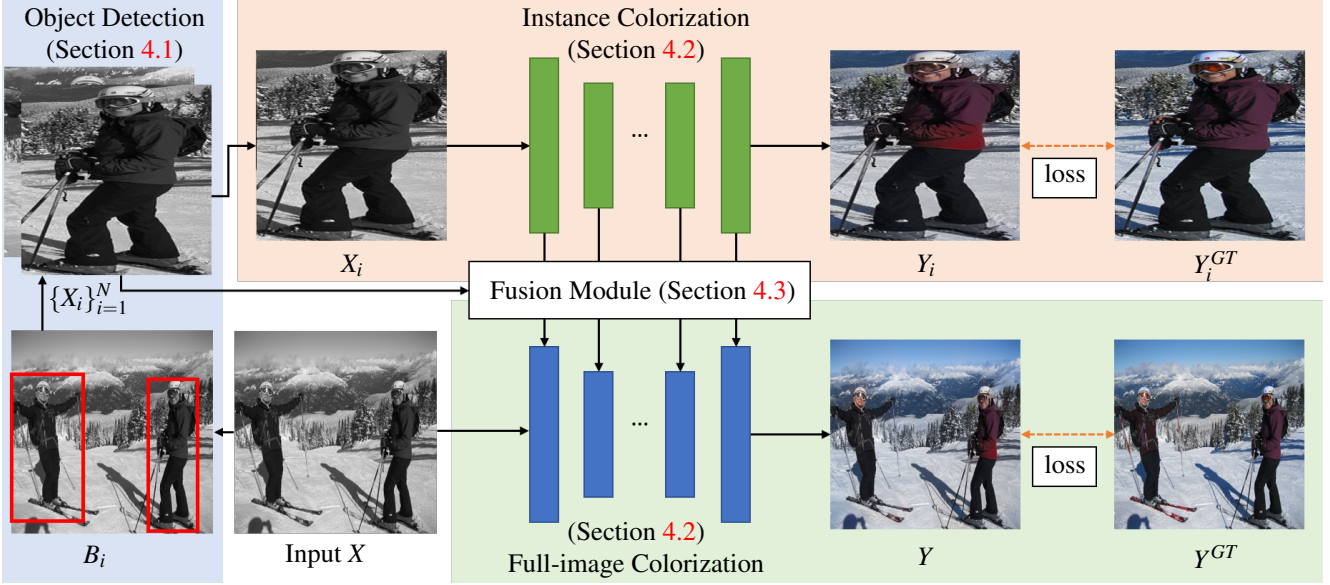 Object Detection
(Section 4.1)
Instance Colorization
(Section 4.2)
...
X_i
Y_i
loss
Y_i^{GT}
{X_i}_{i=1}^N
Fusion Module (Section 4.3)
...
loss
(Section 4.2)
Full-image Colorization
B_i
Input X
Y
Y^{GT}